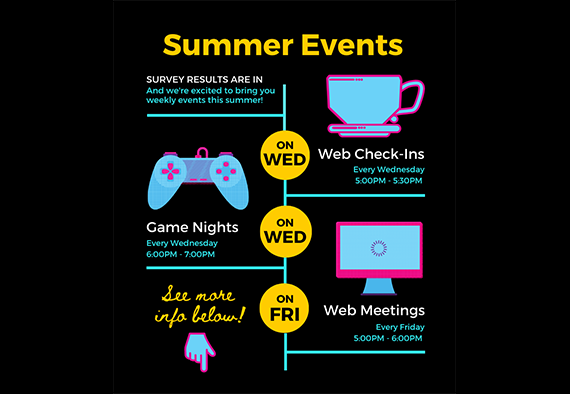 Summer Events
SURVEY RESULTS ARE IN
And we're excited to bring you
weekly events this summer!
ON
WED
Web Check-Ins
Every Wednesday
5:00PM - 5:30PM
ON
WED
Game Nights
Every Wednesday
6:00PM - 7:00PM
ON
FRI
Web Meetings
Every Friday
5:00PM - 6:00PM
See more
info below!